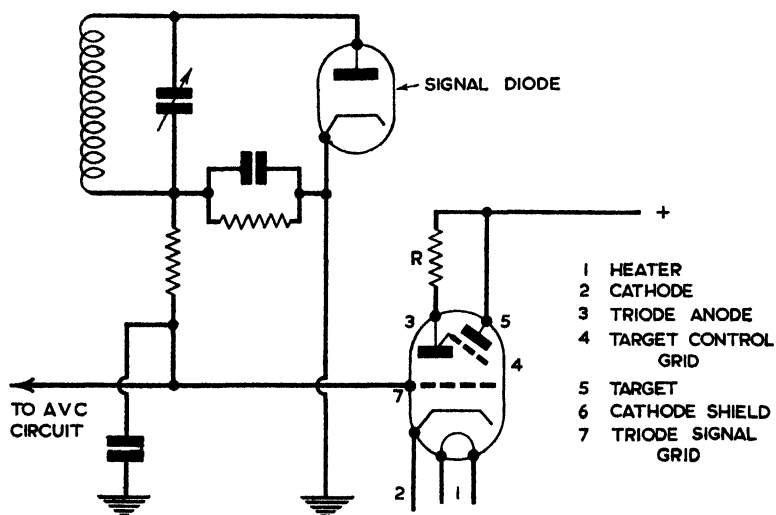 SIGNAL DIODE
+
R
3
5
4
7
TO AVC
CIRCUIT
2
1
1 HEATER
2 CATHODE
3 TRIODE ANODE
4 TARGET CONTROL
GRID
5 TARGET
6 CATHODE SHIELD
7 TRIODE SIGNAL
GRID